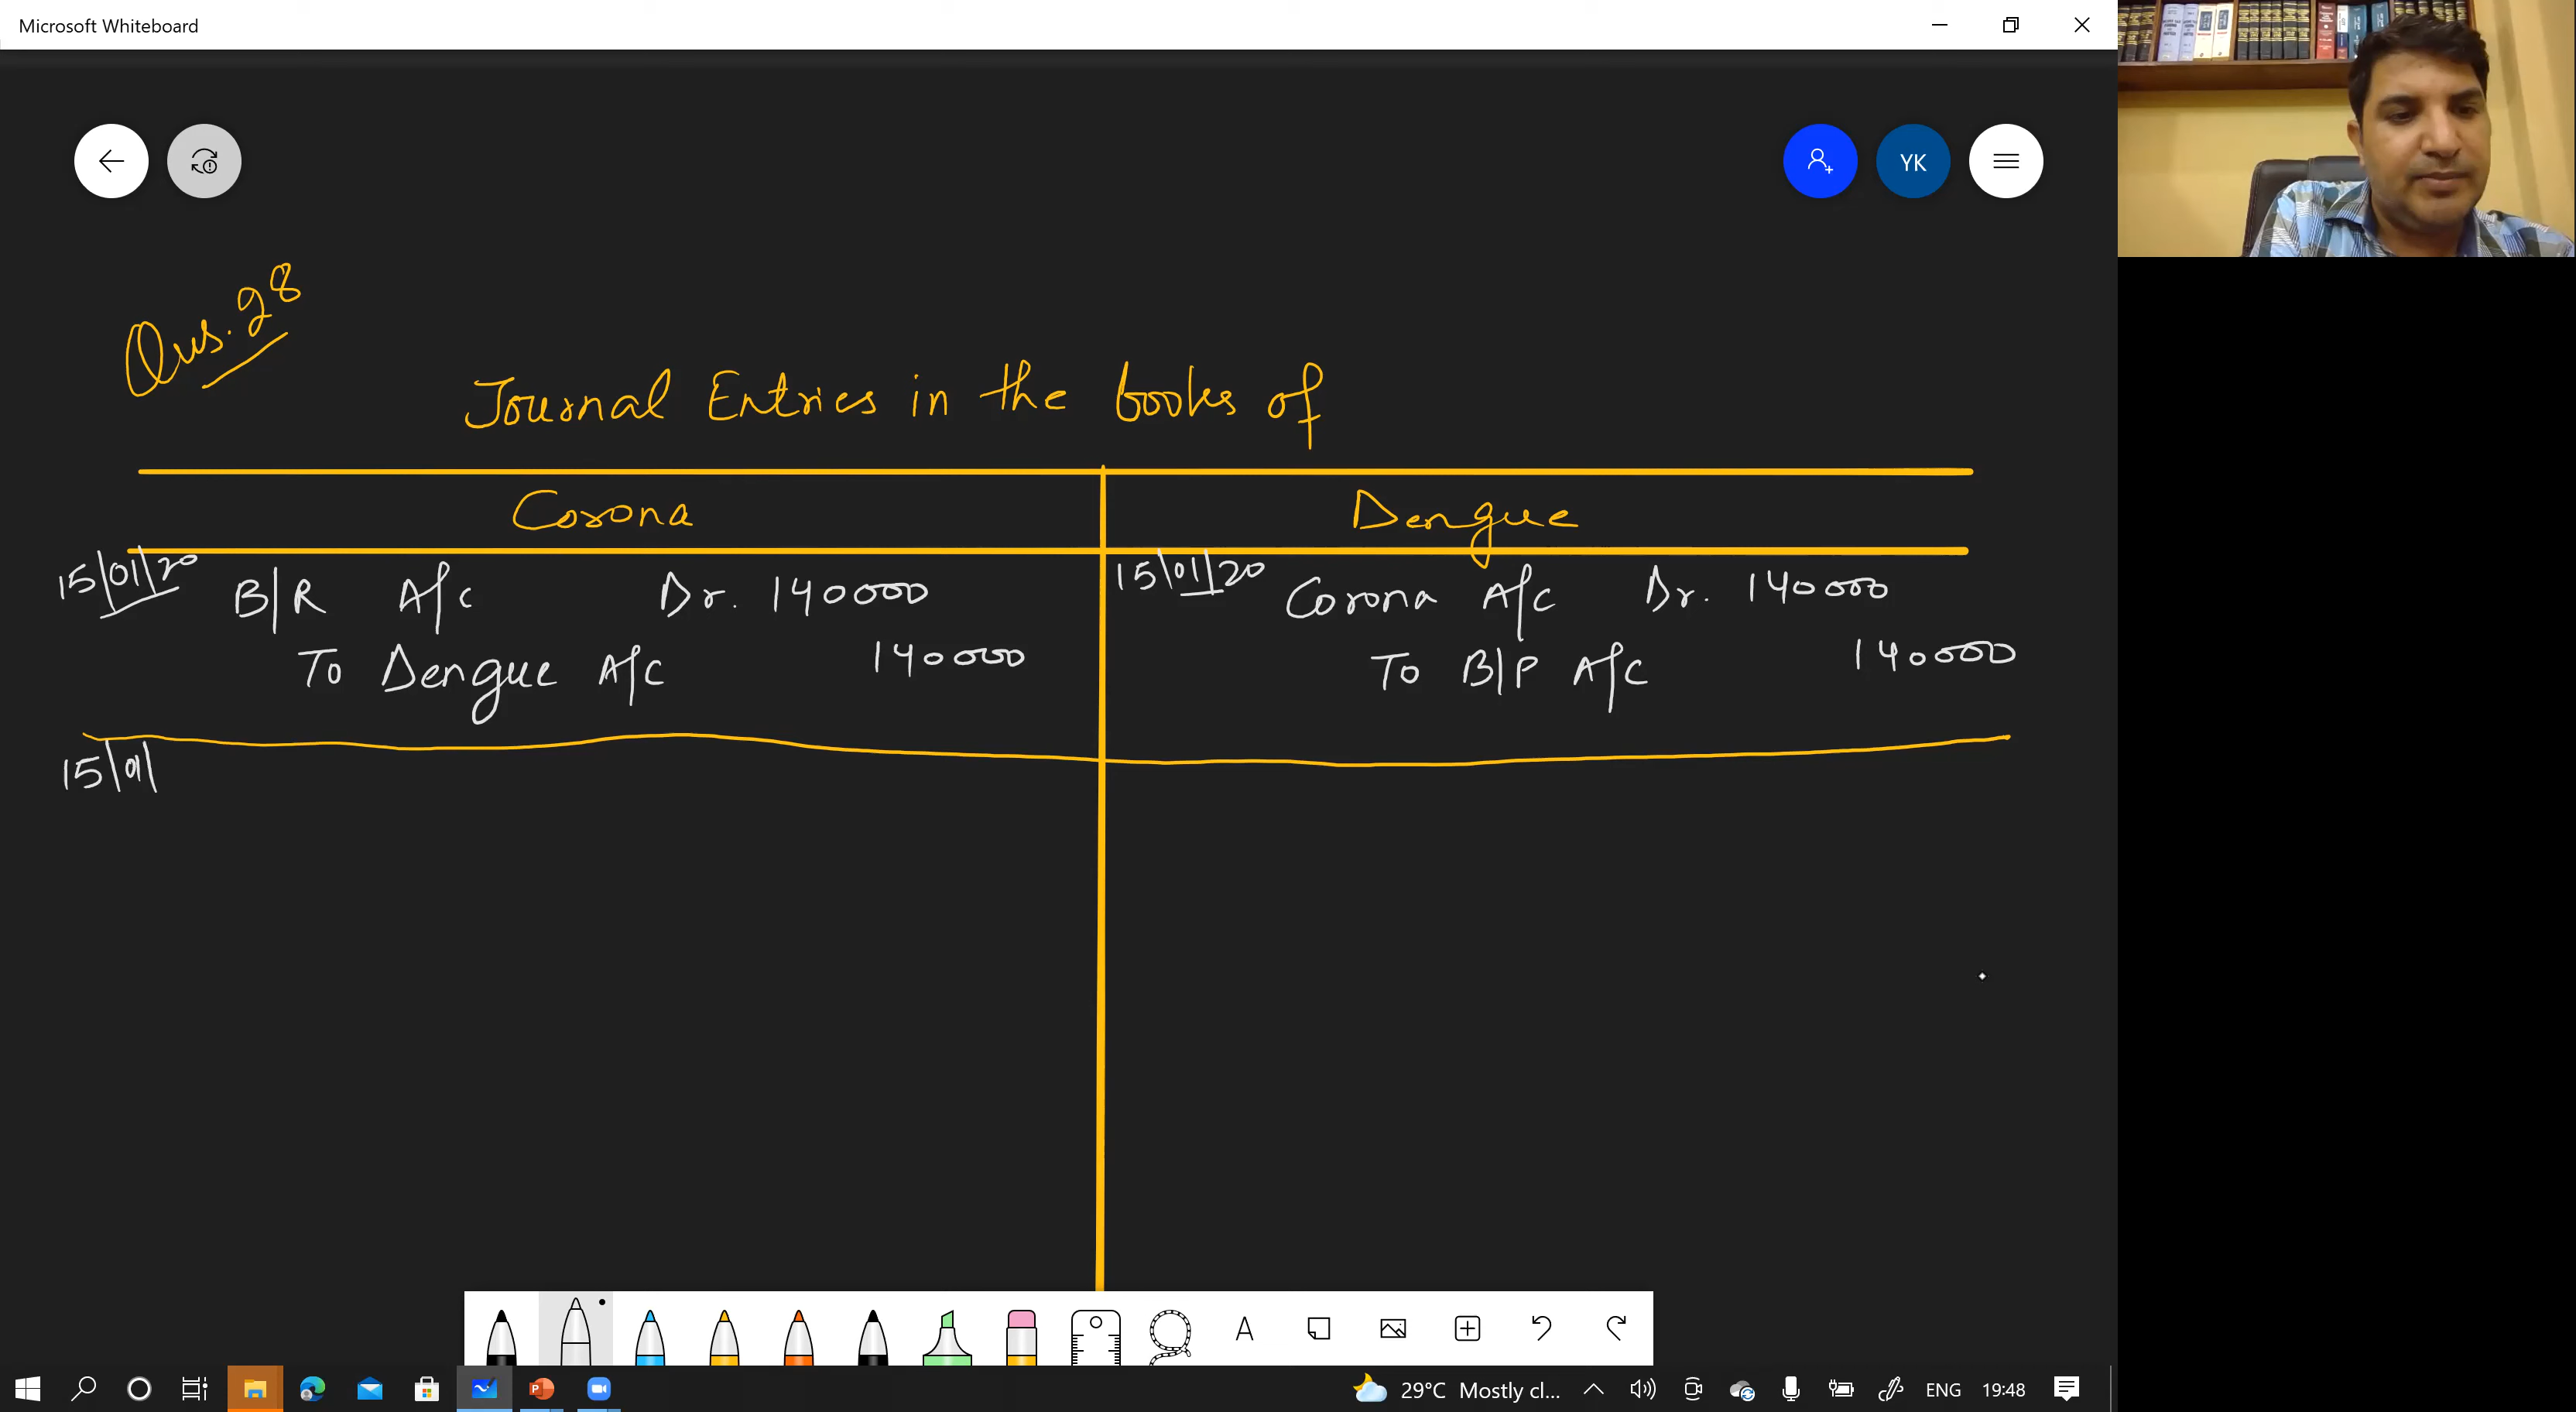 Microsoft Whiteboard
YK
Ques. 28
Journal Entries in the books of
Corona
Dengue
15/01/20 B/R A/c Dr. 140000
To Dengue A/c 140000
15/01/20 Corona A/c Dr. 140000
To B/P A/c 140000
15/01/
29°C Mostly cl... ENG 19:48